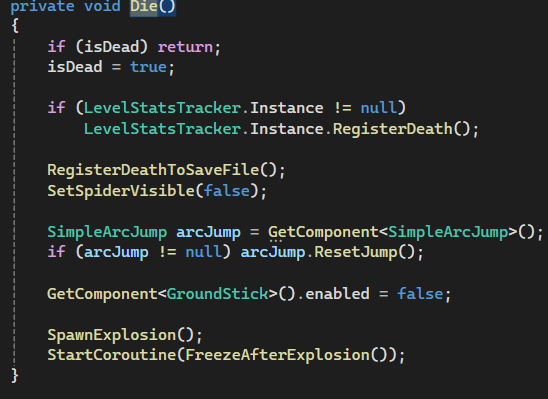 private void Die()
{
if (isDead) return;
isDead = true;
if (LevelStatsTracker.Instance != null)
LevelStatsTracker.Instance.RegisterDeath();
RegisterDeathToSaveFile();
SetSpiderVisible(false);
SimpleArcJump arcJump = GetComponent<SimpleArcJump>();
if (arcJump != null) arcJump.ResetJump();
GetComponent<GroundStick>().enabled = false;
SpawnExplosion();
StartCoroutine(FreezeAfterExplosion());
}